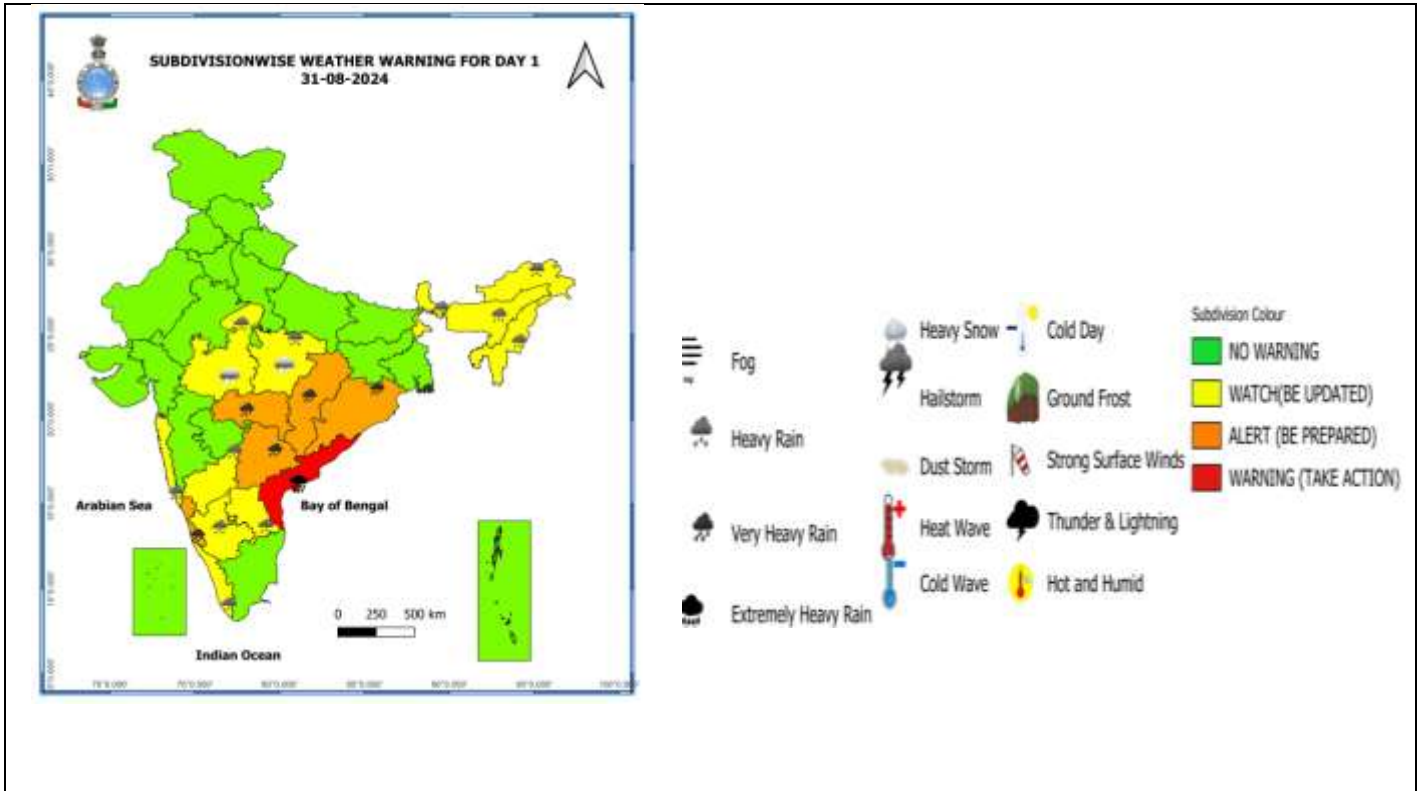 SUBDIVISIONWISE WEATHER WARNING FOR DAY 1
31-08-2024
Arabian Sea
Bay of Bengal
0 250 500 km
Indian Ocean
Fog
Heavy Rain
Very Heavy Rain
Extremely Heavy Rain
Heavy Snow
Hailstorm
Dust Storm
Heat Wave
Cold Wave
Cold Day
Ground Frost
Strong Surface Winds
Thunder & Lightning
Hot and Humid
Subdivision Colour
NO WARNING
WATCH(BE UPDATED)
ALERT (BE PREPARED)
WARNING (TAKE ACTION)